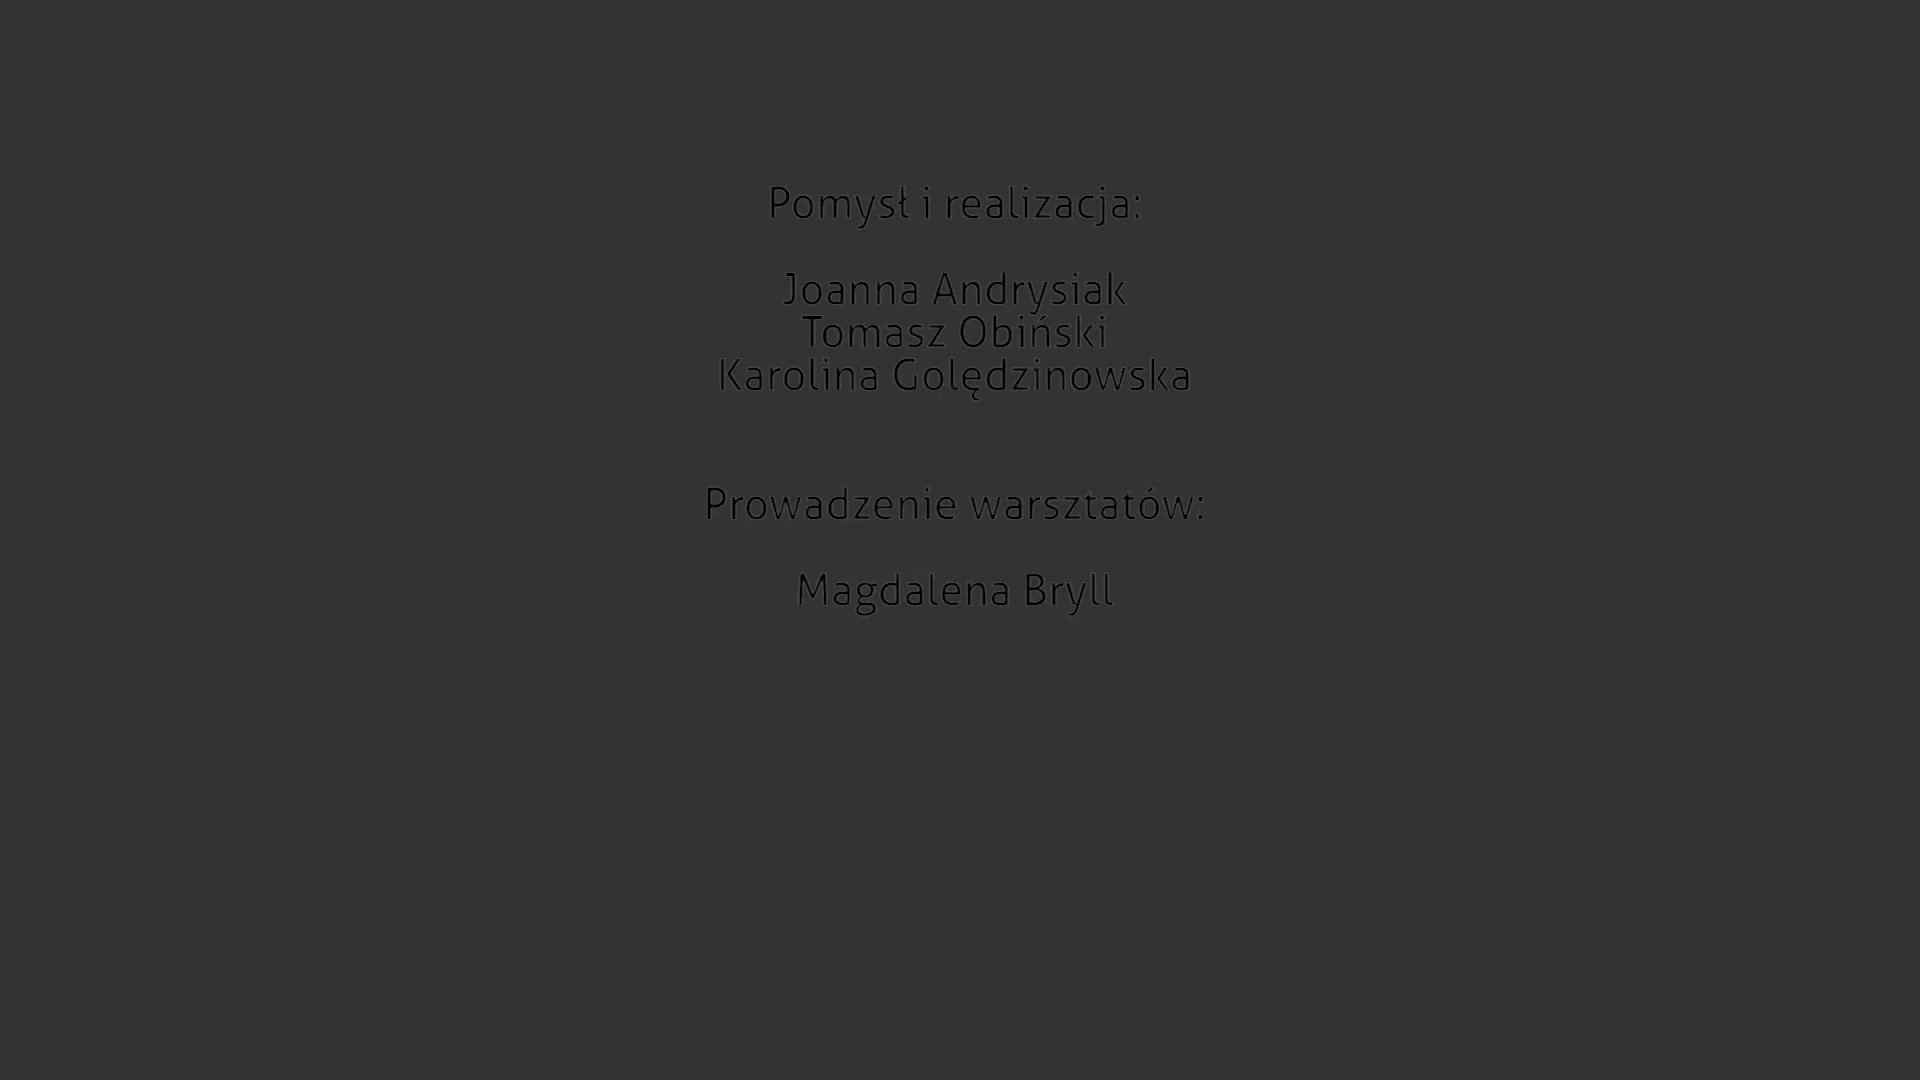 Pomysł i realizacja:
Joanna Andrysiak
Tomasz Obiński
Karolina Golędzinowska
Prowadzenie warsztatów:
Magdalena Bryll